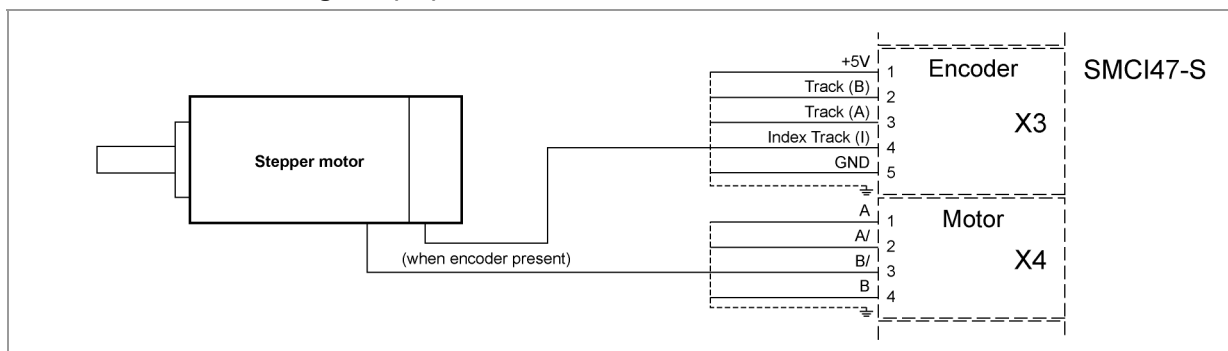 +5V
1
Encoder
SMCI47-S
Track (B)
2
Track (A)
3
X3
Index Track (I)
4
Stepper motor
GND
5
A
1
Motor
A/
2
(when encoder present)
B/
3
X4
B
4